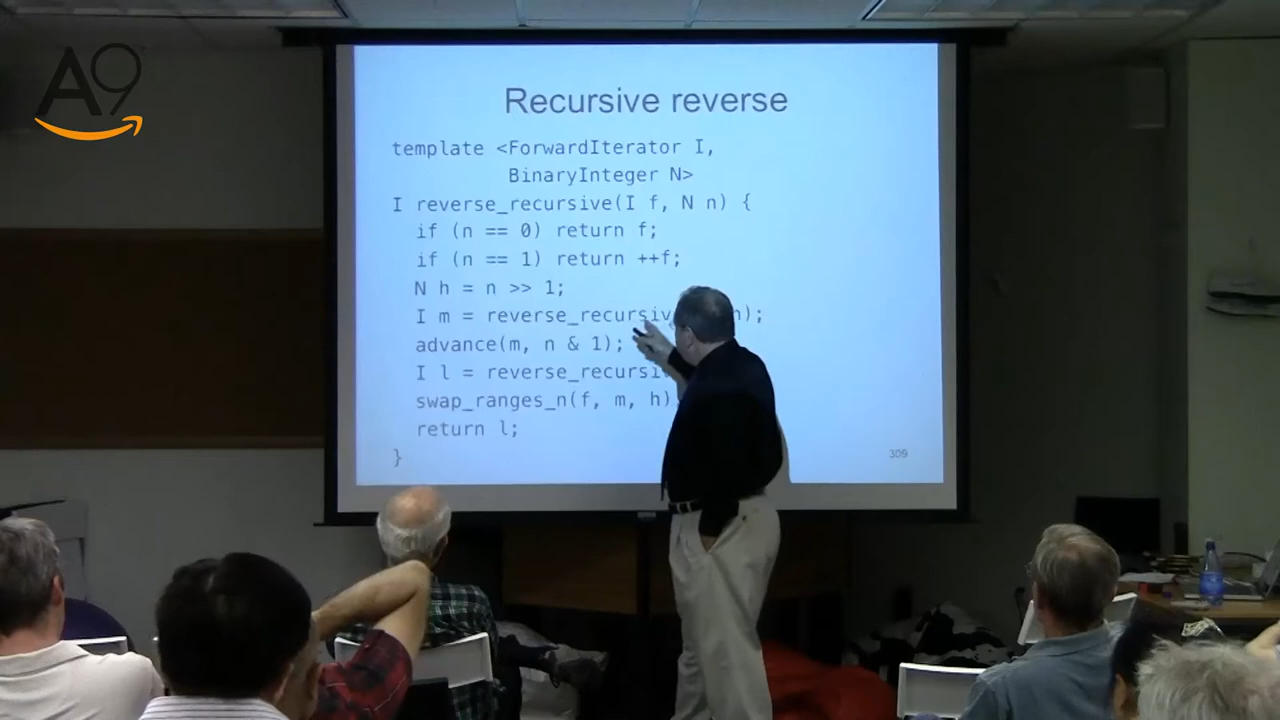 A9
Recursive reverse
template <ForwardIterator I,
BinaryInteger N>
I reverse_recursive(I f, N n) {
if (n == 0) return f;
if (n == 1) return ++f;
N h = n >> 1;
I m = reverse_recursiv h);
advance(m, n & 1);
I l = reverse_recursi
swap_ranges_n(f, m, h)
return l;
}
309